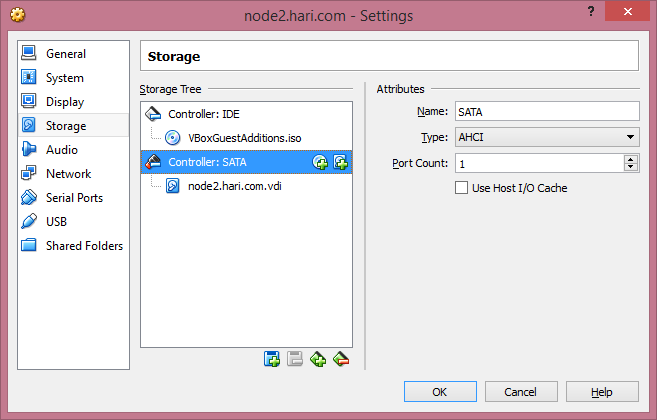 node2.hari.com - Settings
?
General
System
Display
Storage
Audio
Network
Serial Ports
USB
Shared Folders
Storage
Storage Tree
Controller: IDE
VBoxGuestAdditions.iso
Controller: SATA
node2.hari.com.vdi
Attributes
Name: SATA
Type: AHCI
Port Count: 1
Use Host I/O Cache
OK Cancel Help